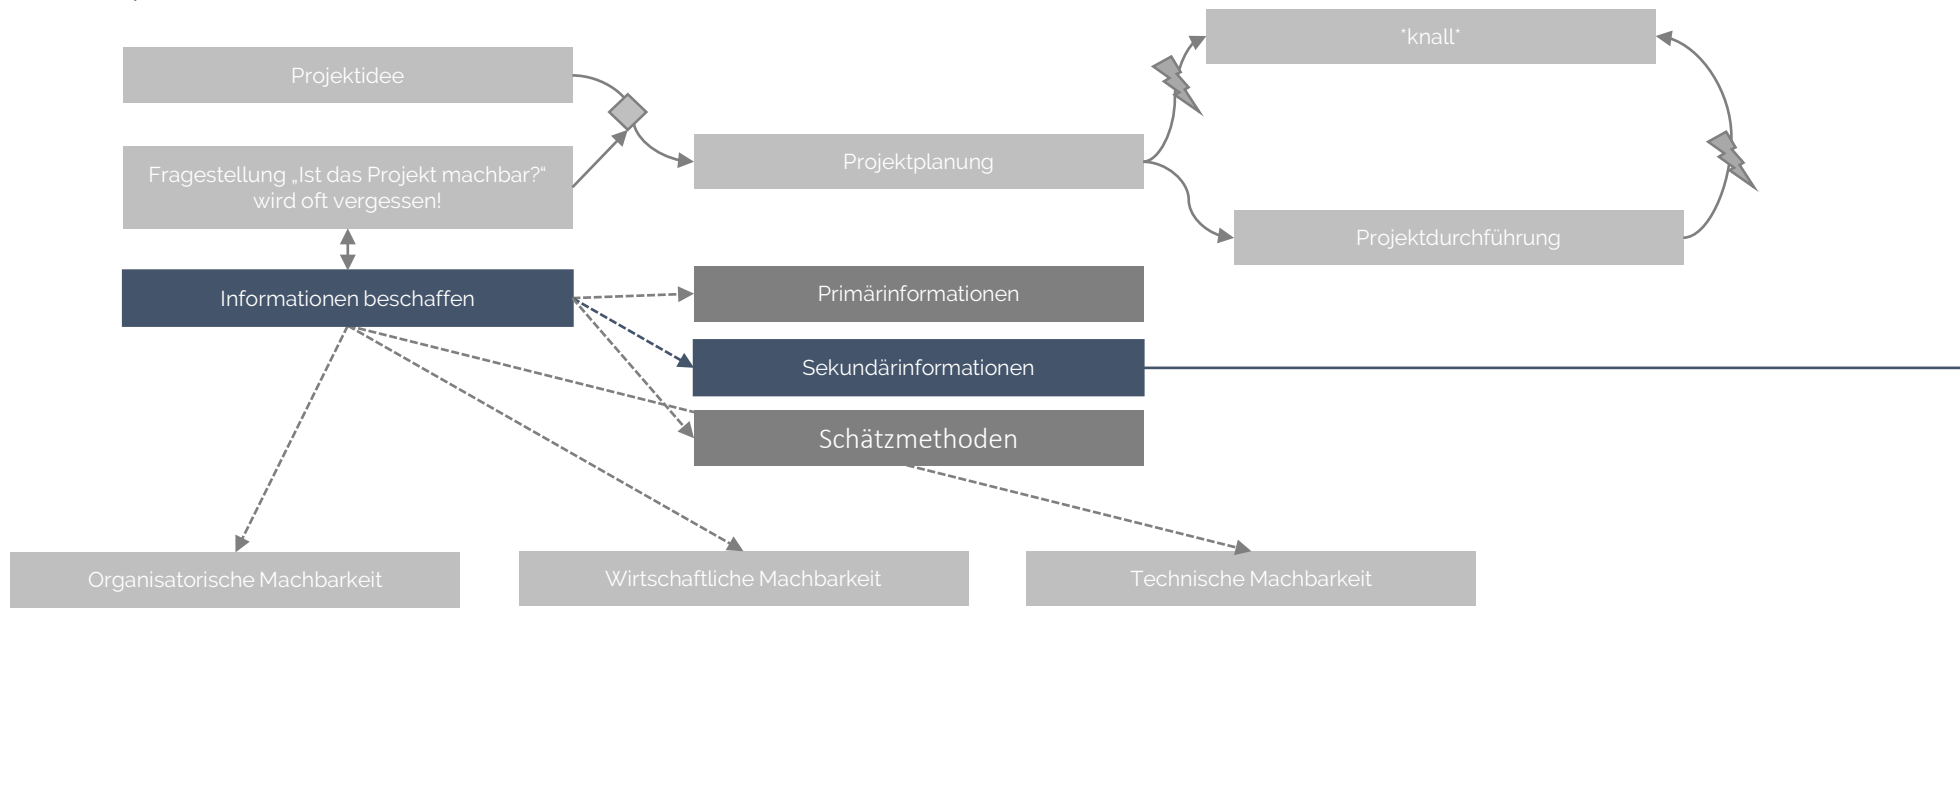 *knall*
Projektidee
Projektplanung
Fragestellung „Ist das Projekt machbar?“
wird oft vergessen!
Projektdurchführung
Informationen beschaffen
Primärinformationen
Sekundärinformationen
Schätzmethoden
Organisatorische Machbarkeit
Wirtschaftliche Machbarkeit
Technische Machbarkeit